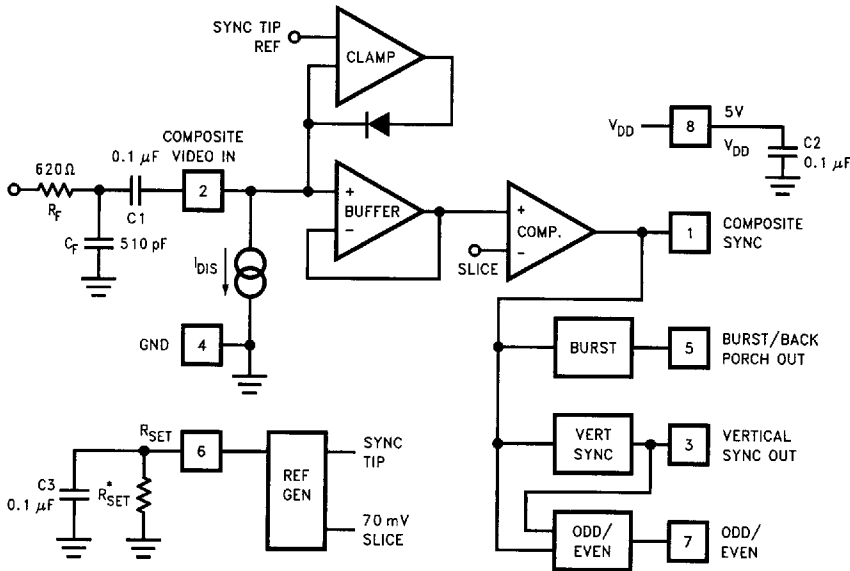 SYNC TIP
REF
CLAMP
COMPOSITE
VIDEO IN
0.1 µF
620Ω
R_F
C1
2
C_F
510 pF
I_DIS
+
BUFFER
−
+
COMP.
−
SLICE
V_DD
8
5V
V_DD
C2
0.1 µF
1
COMPOSITE
SYNC
GND
4
BURST
5
BURST/BACK
PORCH OUT
VERT
SYNC
3
VERTICAL
SYNC OUT
ODD/
EVEN
7
ODD/
EVEN
R_SET
6
C3
0.1 µF
R*_SET
REF
GEN
SYNC
TIP
70 mV
SLICE